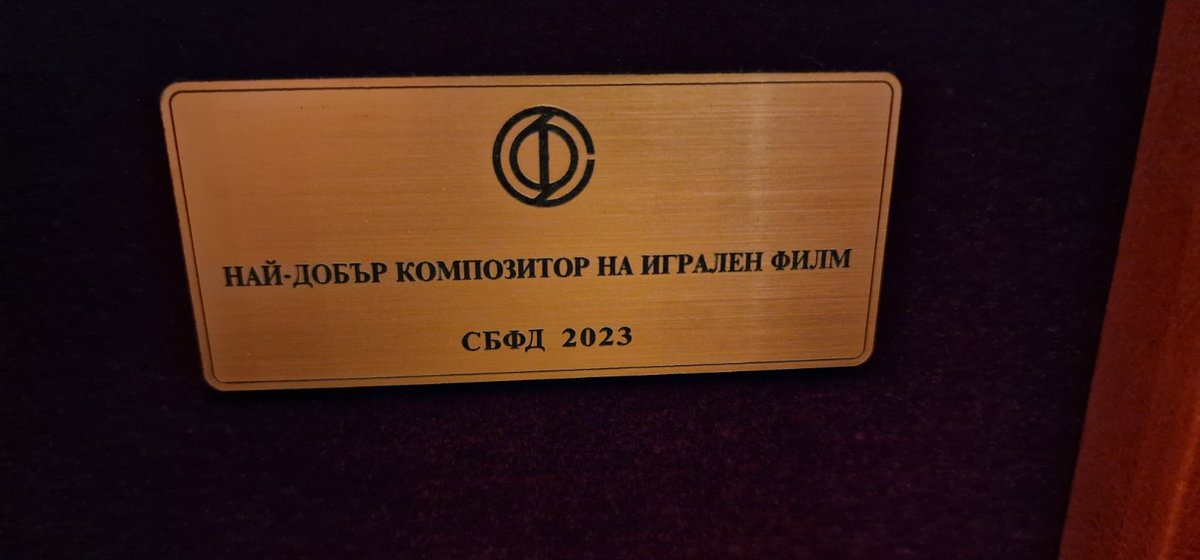 НАЙ-ДОБЪР КОМПОЗИТОР НА ИГРАЛЕН ФИЛМ
СБФД 2023